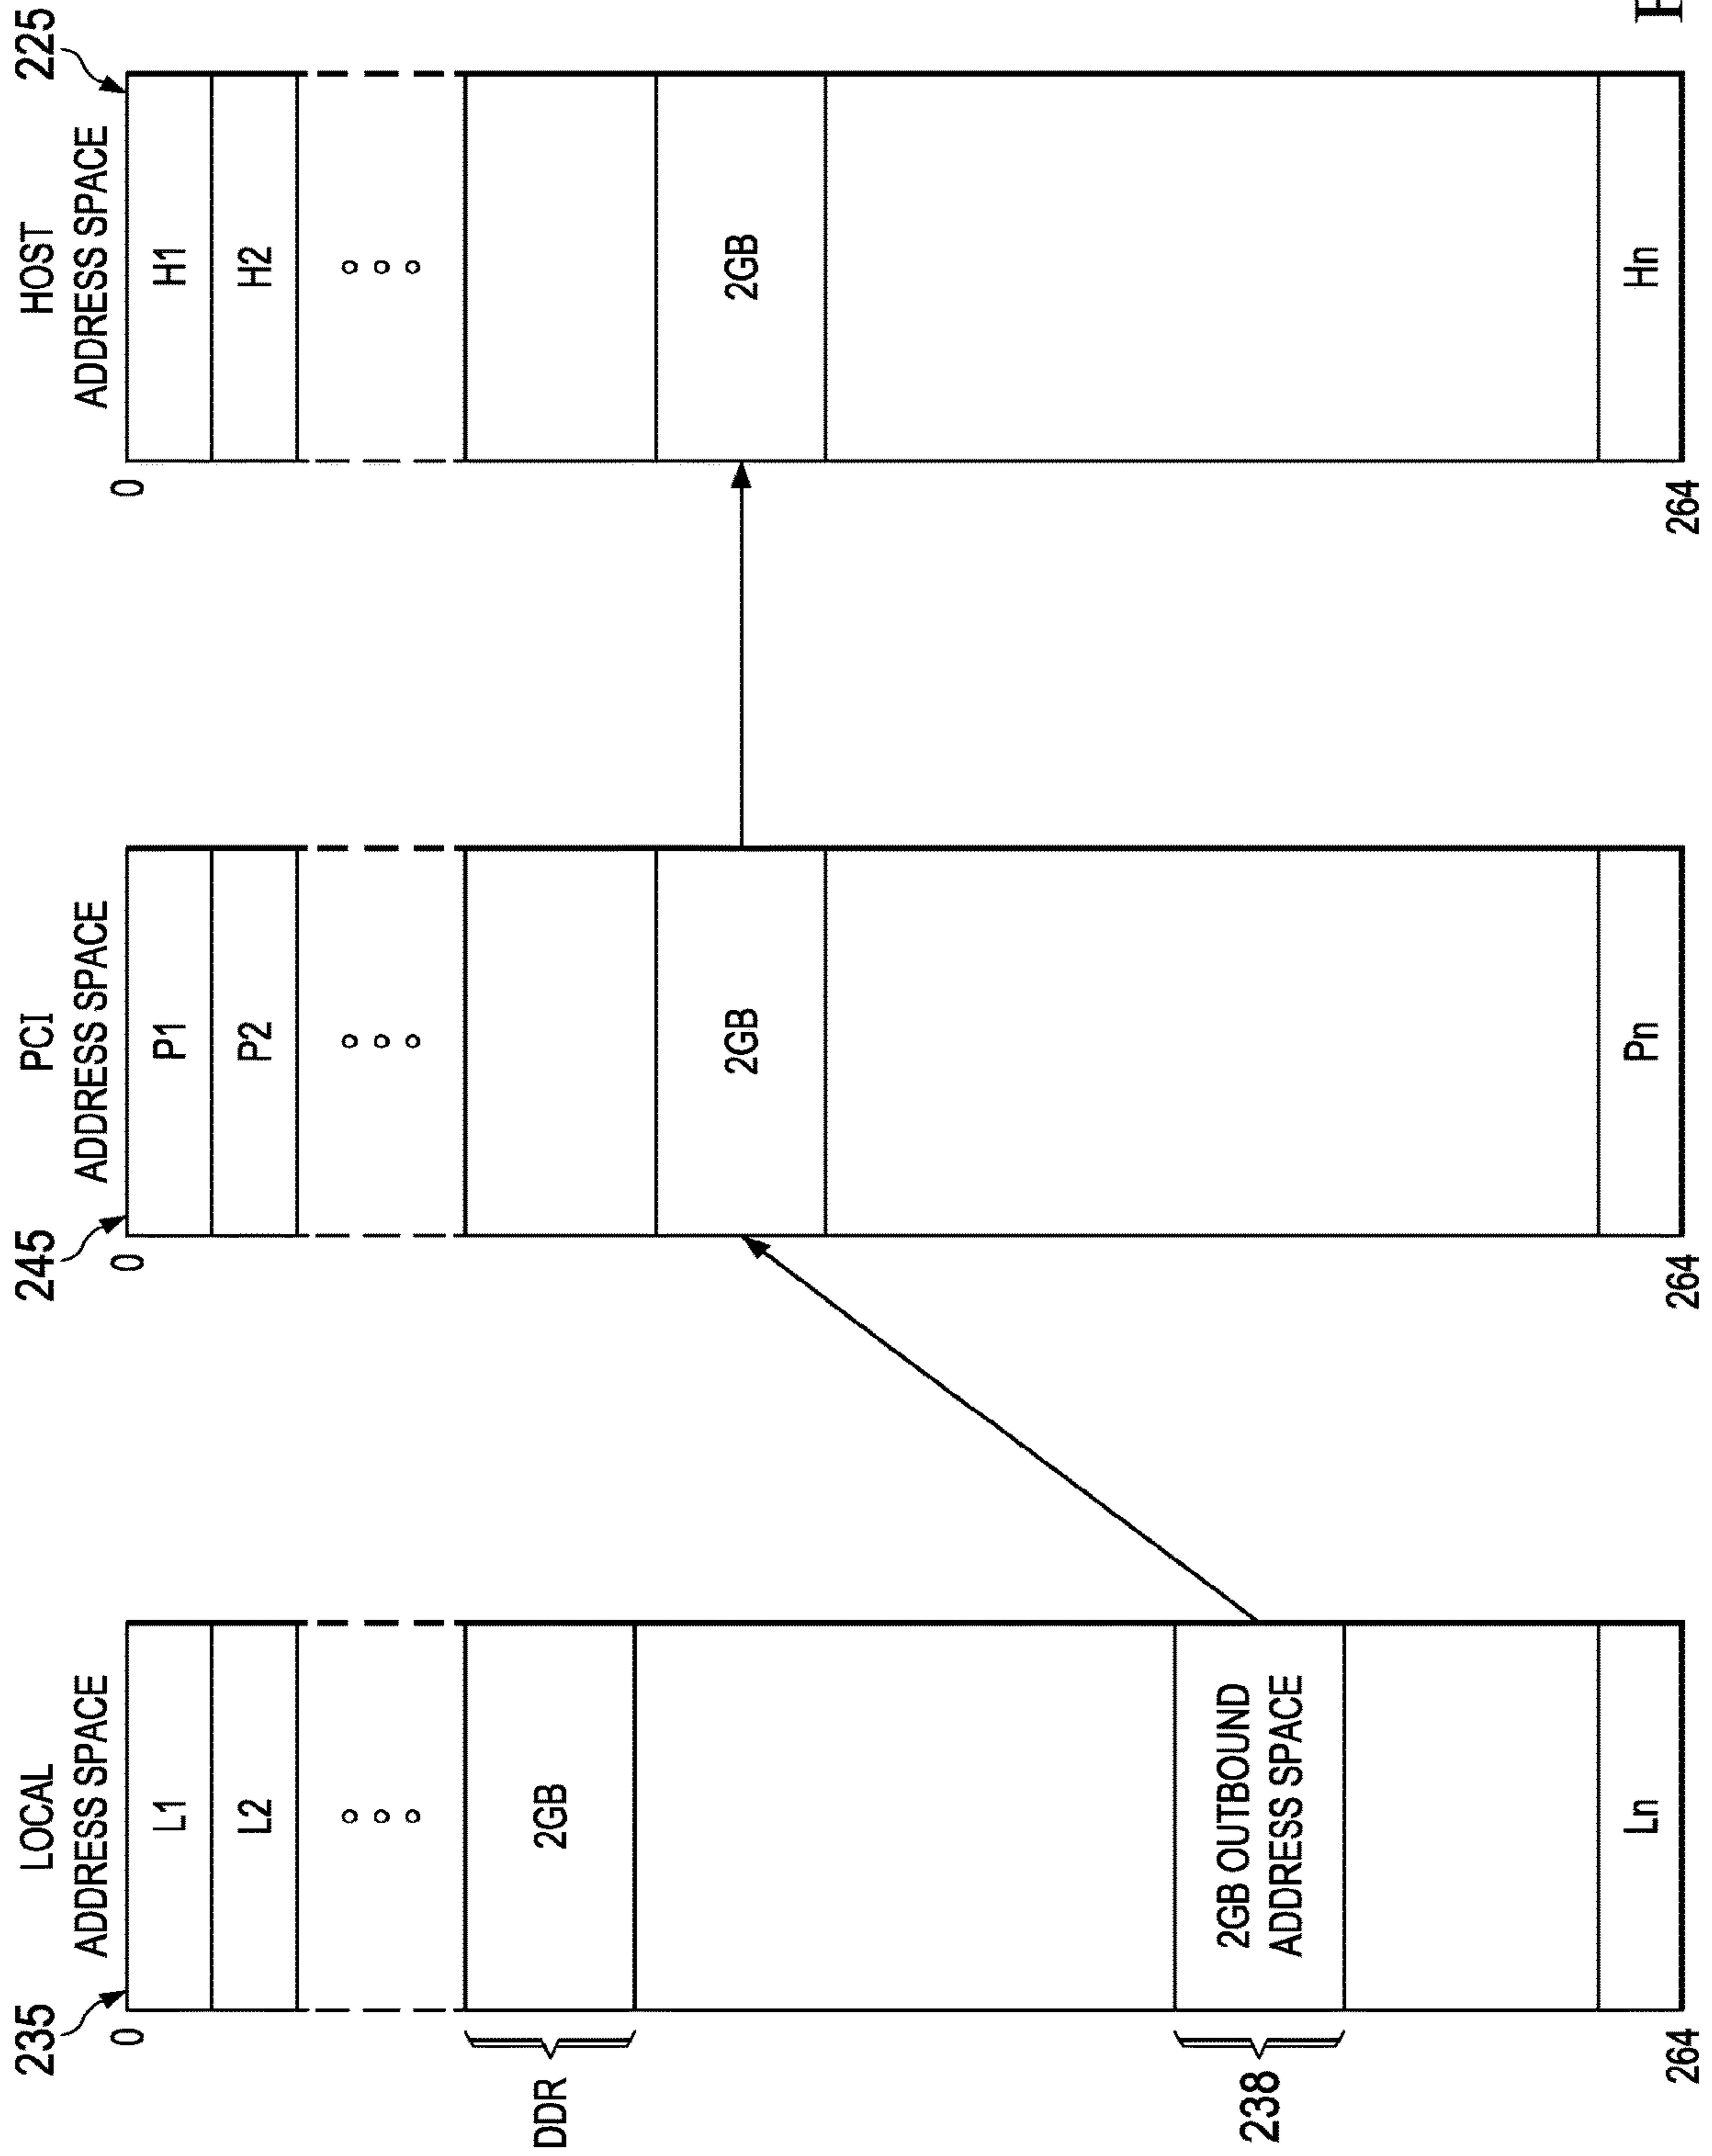 235
LOCAL
ADDRESS SPACE
0
L1
L2
DDR
2GB
238
2GB OUTBOUND
ADDRESS SPACE
264
Ln
245
PCI
ADDRESS SPACE
0
P1
P2
2GB
264
Pn
225
HOST
ADDRESS SPACE
0
H1
H2
2GB
264
Hn